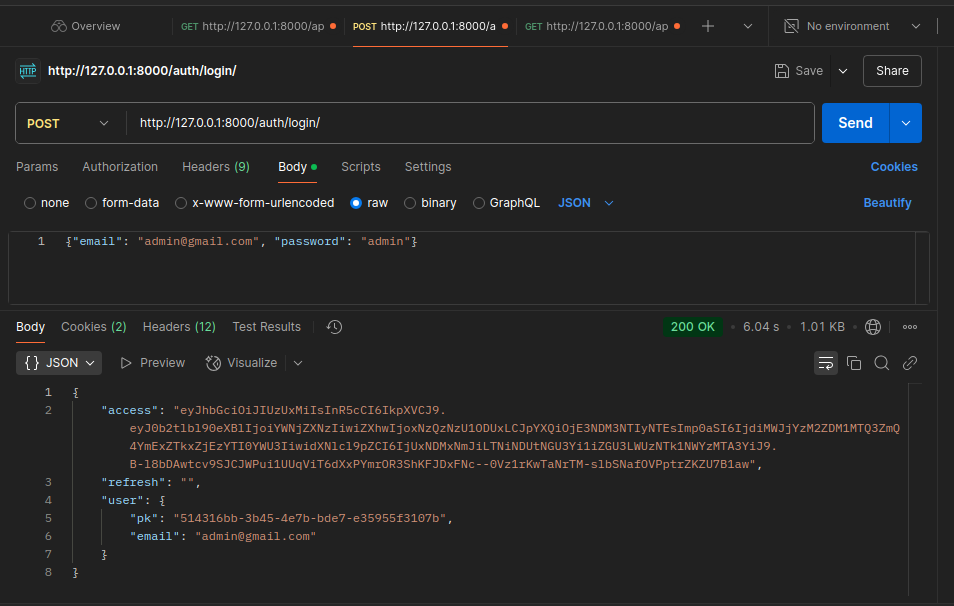 Overview
GET http://127.0.0.1:8000/ap
POST http://127.0.0.1:8000/a
GET http://127.0.0.1:8000/ap
No environment
HTTP
http://127.0.0.1:8000/auth/login/
Save
Share
POST
http://127.0.0.1:8000/auth/login/
Send
Params Authorization Headers (9) Body Scripts Settings Cookies
none form-data x-www-form-urlencoded raw binary GraphQL JSON Beautify
1 {"email": "admin@gmail.com", "password": "admin"}
Body Cookies (2) Headers (12) Test Results 200 OK 6.04 s 1.01 KB
{} JSON Preview Visualize
1 {
2 "access": "eyJhbGciOiJIUzUxMiIsInR5cCI6IkpXVCJ9.
eyJ0b2tlbl90eXBlIjoiYWNjZXNzIiwiZXhwIjoxNzQzNzU1ODUxLCJpYXQiOjE3NDM3NTIyNTEsImp0aSI6IjdiMWJjYzM2ZDM1MTQ3ZmQ
4YmExZTkxZjEzYTI0YWU3IiwidXNlcl9pZCI6IjUxNDMxNmJiLTNiNDUtNGU3Yi1iZGU3LWUzNTk1NWYzMTA3YiJ9.
B-l8bDAwtcv9SJCJWPui1UUqViT6dXxPYmrOR3ShKFJDxFNc--0Vz1rKwTaNrTM-slbSNafOVPptrZKZU7B1aw",
3 "refresh": "",
4 "user": {
5 "pk": "514316bb-3b45-4e7b-bde7-e35955f3107b",
6 "email": "admin@gmail.com"
7 }
8 }